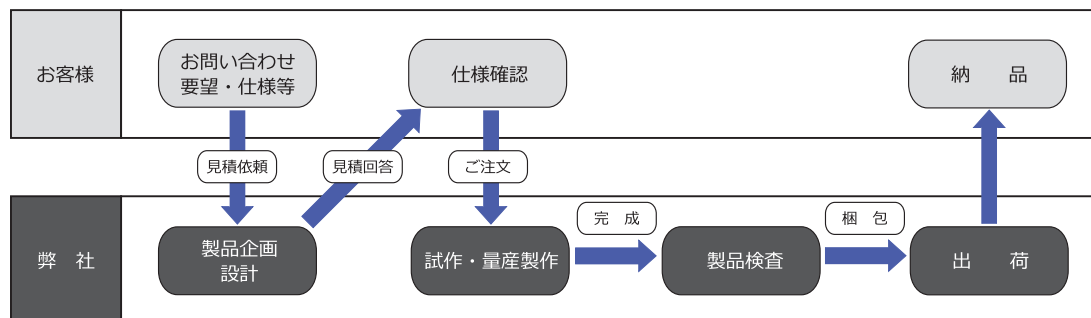 お客様
お問い合わせ
要望・仕様等
仕様確認
納　品
見積依頼
見積回答
ご注文
弊　社
製品企画
設計
試作・量産製作
完　成
製品検査
梱　包
出　荷